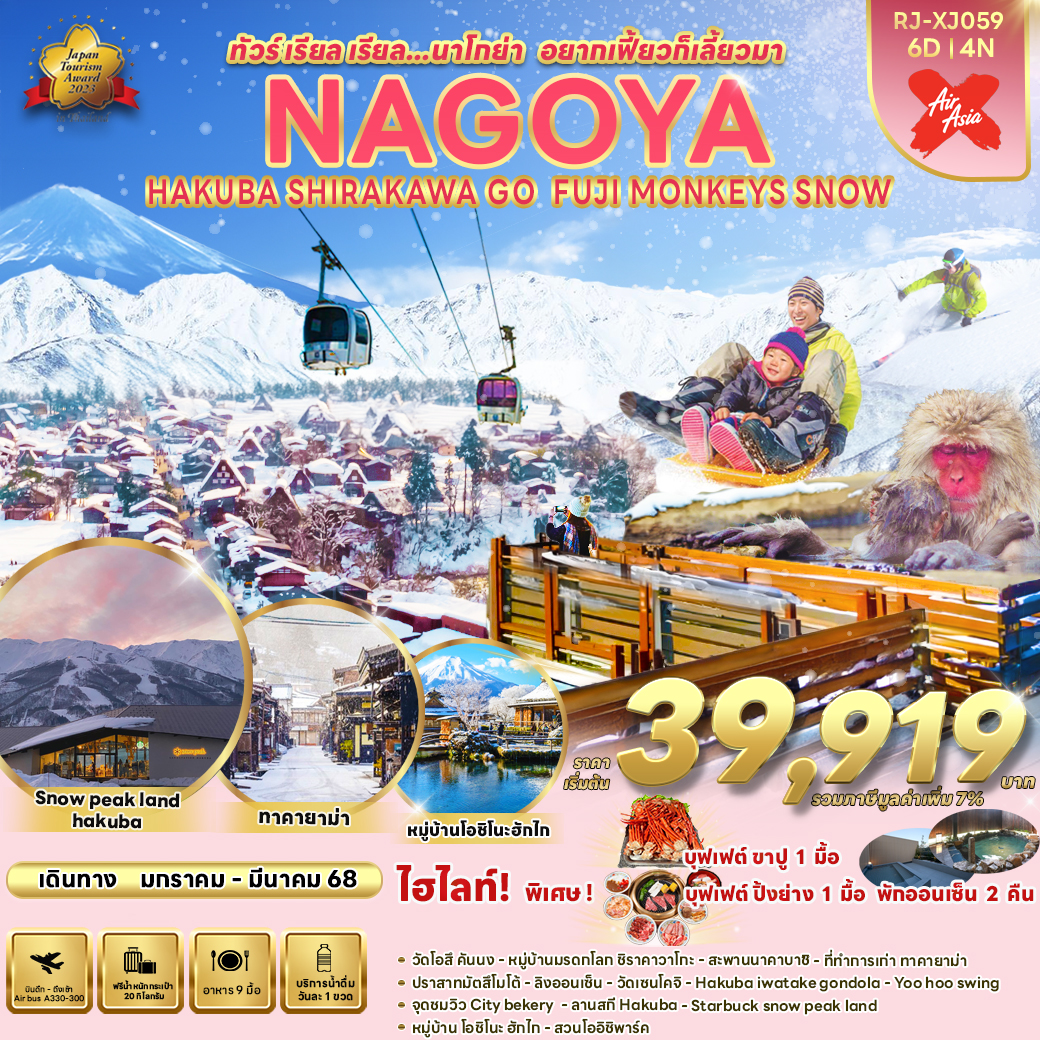 Japan
Tourism
Award
2023
RJ-XJ059
6D | 4N
Air
Asia
ทัวร์เรียล เรียล...นาโกย่า อยากเฟี้ยวก็เลี้ยวมา
NAGOYA
HAKUBA SHIRAKAWA GO FUJI MONKEYS SNOW
Snow peak land
hakuba
ทาคายาม่า
หมู่บ้านโอชิโนะฮักไก
ราคา
เริ่มต้น
39,919
บาท
รวมภาษีมูลค่าเพิ่ม 7%
เดินทาง มกราคม - มีนาคม 68
ไฮไลท์! พิเศษ !
บุฟเฟต์ ขาปู 1 มื้อ
บุฟเฟต์ ปิ้งย่าง 1 มื้อ พักออนเซ็น 2 คืน
บินดึก - ถึงเช้า
Air bus A330-300
ฟรีน้ำหนักกระเป๋า
20 กิโลกรัม
อาหาร 9 มื้อ
บริการน้ำดื่ม
วันละ 1 ขวด
• วัดโอสึ คันนง - หมู่บ้านมรดกโลก ชิราคาวาโกะ - สะพานนาคาบาชิ - ที่ทำการเก่า ทาคายาม่า
• ปราสาทมัตสึโมโต้ - ลิงออนเซ็น - วัดเซนโคจิ - Hakuba iwatake gondola - Yoo hoo swing
• จุดชมวิว City bekery - ลานสกี Hakuba - Starbuck snow peak land
• หมู่บ้าน โอชิโนะ ฮักไก - สวนโออิชิพาร์ค